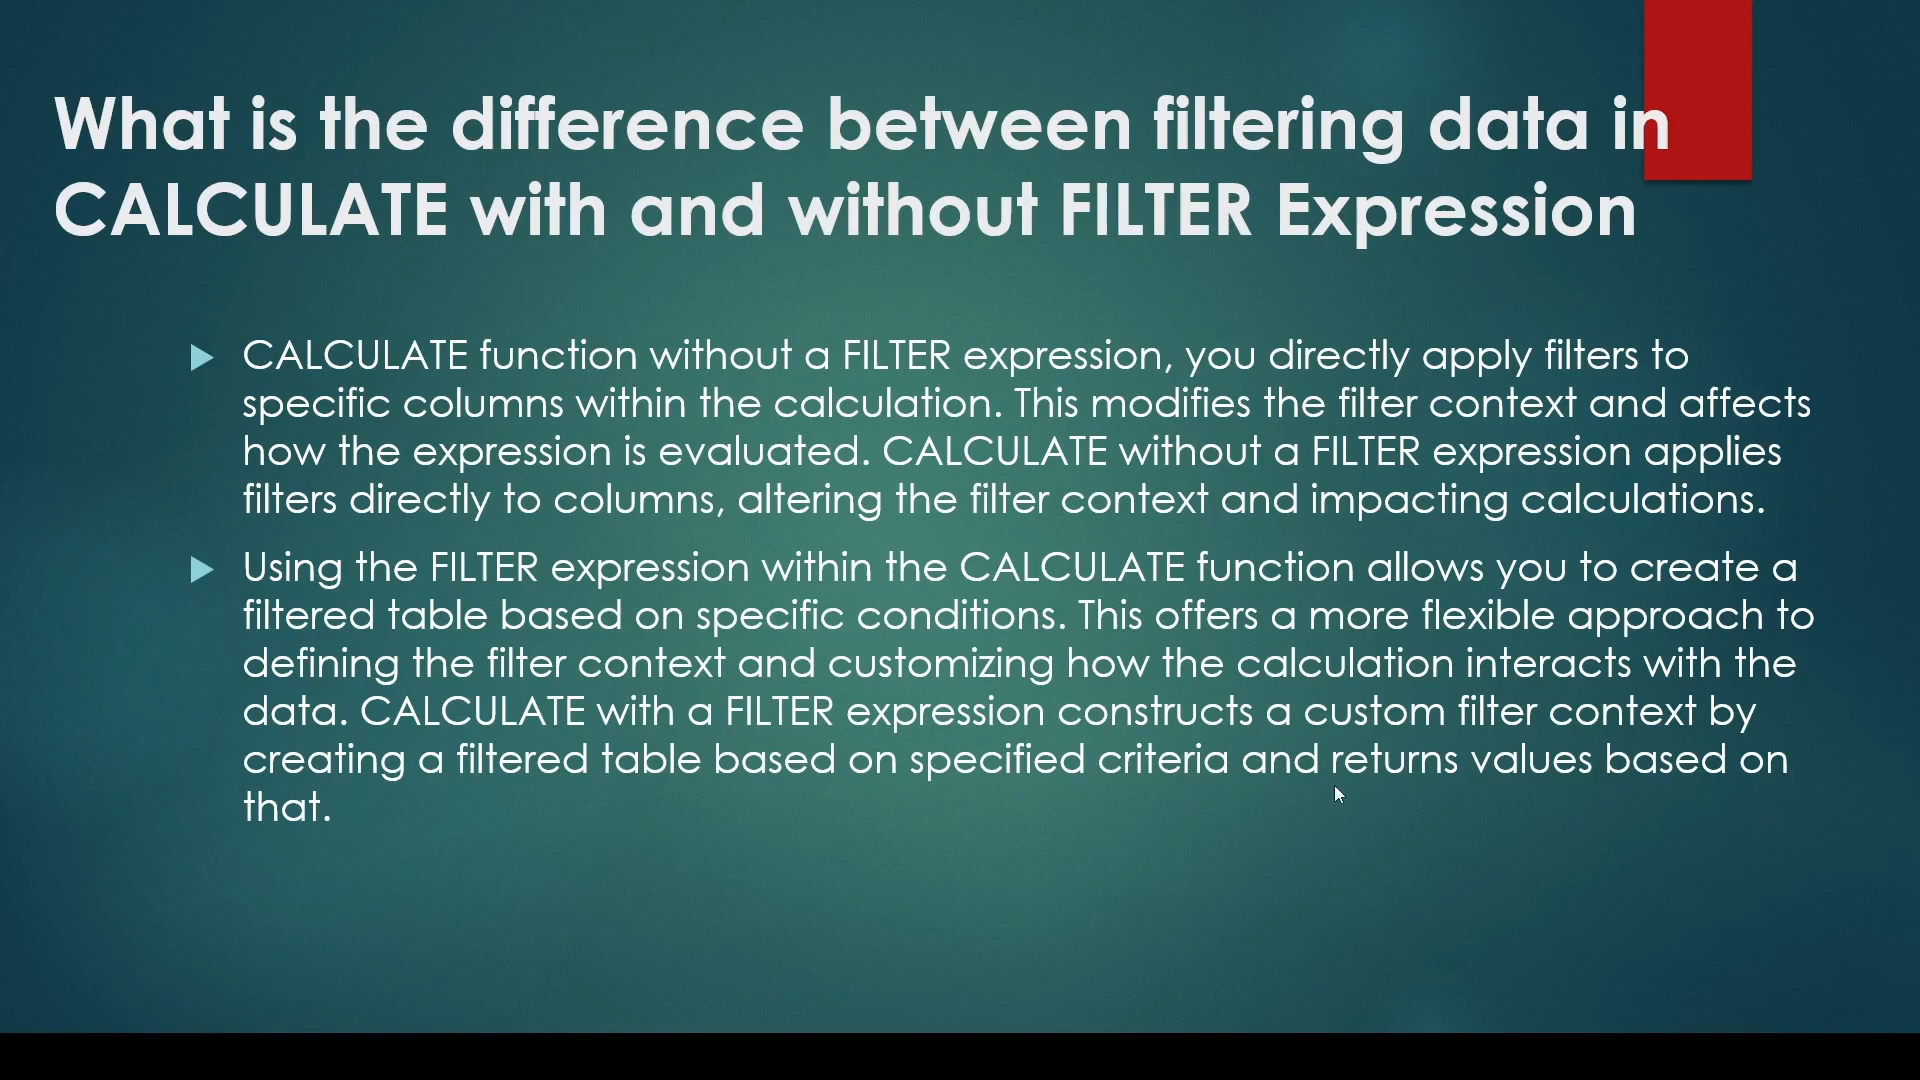 What is the difference between filtering data in
CALCULATE with and without FILTER Expression
CALCULATE function without a FILTER expression, you directly apply filters to
specific columns within the calculation. This modifies the filter context and affects
how the expression is evaluated. CALCULATE without a FILTER expression applies
filters directly to columns, altering the filter context and impacting calculations.
Using the FILTER expression within the CALCULATE function allows you to create a
filtered table based on specific conditions. This offers a more flexible approach to
defining the filter context and customizing how the calculation interacts with the
data. CALCULATE with a FILTER expression constructs a custom filter context by
creating a filtered table based on specified criteria and returns values based on
that.